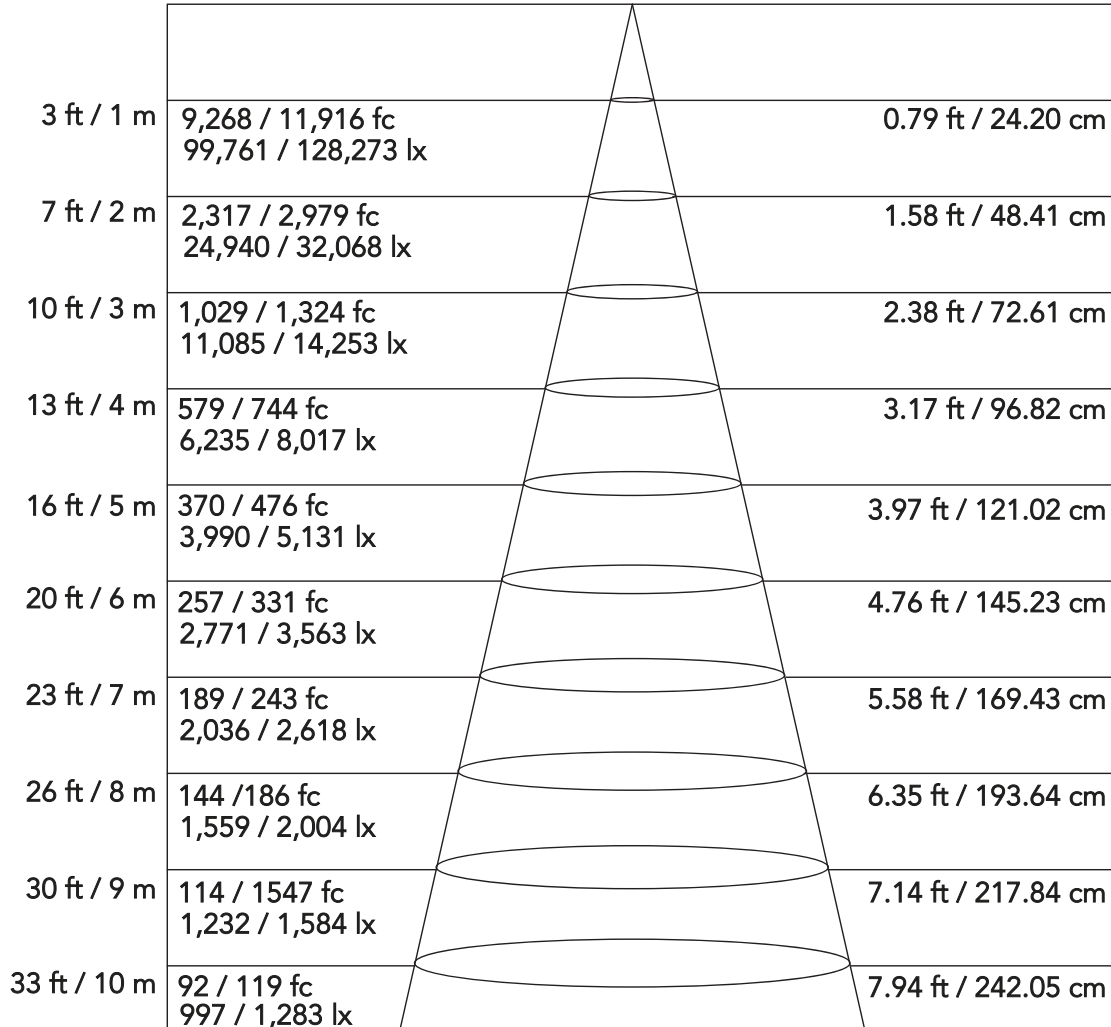 3 ft / 1 m
9,268 / 11,916 fc
99,761 / 128,273 lx
0.79 ft / 24.20 cm
7 ft / 2 m
2,317 / 2,979 fc
24,940 / 32,068 lx
1.58 ft / 48.41 cm
10 ft / 3 m
1,029 / 1,324 fc
11,085 / 14,253 lx
2.38 ft / 72.61 cm
13 ft / 4 m
579 / 744 fc
6,235 / 8,017 lx
3.17 ft / 96.82 cm
16 ft / 5 m
370 / 476 fc
3,990 / 5,131 lx
3.97 ft / 121.02 cm
20 ft / 6 m
257 / 331 fc
2,771 / 3,563 lx
4.76 ft / 145.23 cm
23 ft / 7 m
189 / 243 fc
2,036 / 2,618 lx
5.58 ft / 169.43 cm
26 ft / 8 m
144 /186 fc
1,559 / 2,004 lx
6.35 ft / 193.64 cm
30 ft / 9 m
114 / 1547 fc
1,232 / 1,584 lx
7.14 ft / 217.84 cm
33 ft / 10 m
92 / 119 fc
997 / 1,283 lx
7.94 ft / 242.05 cm